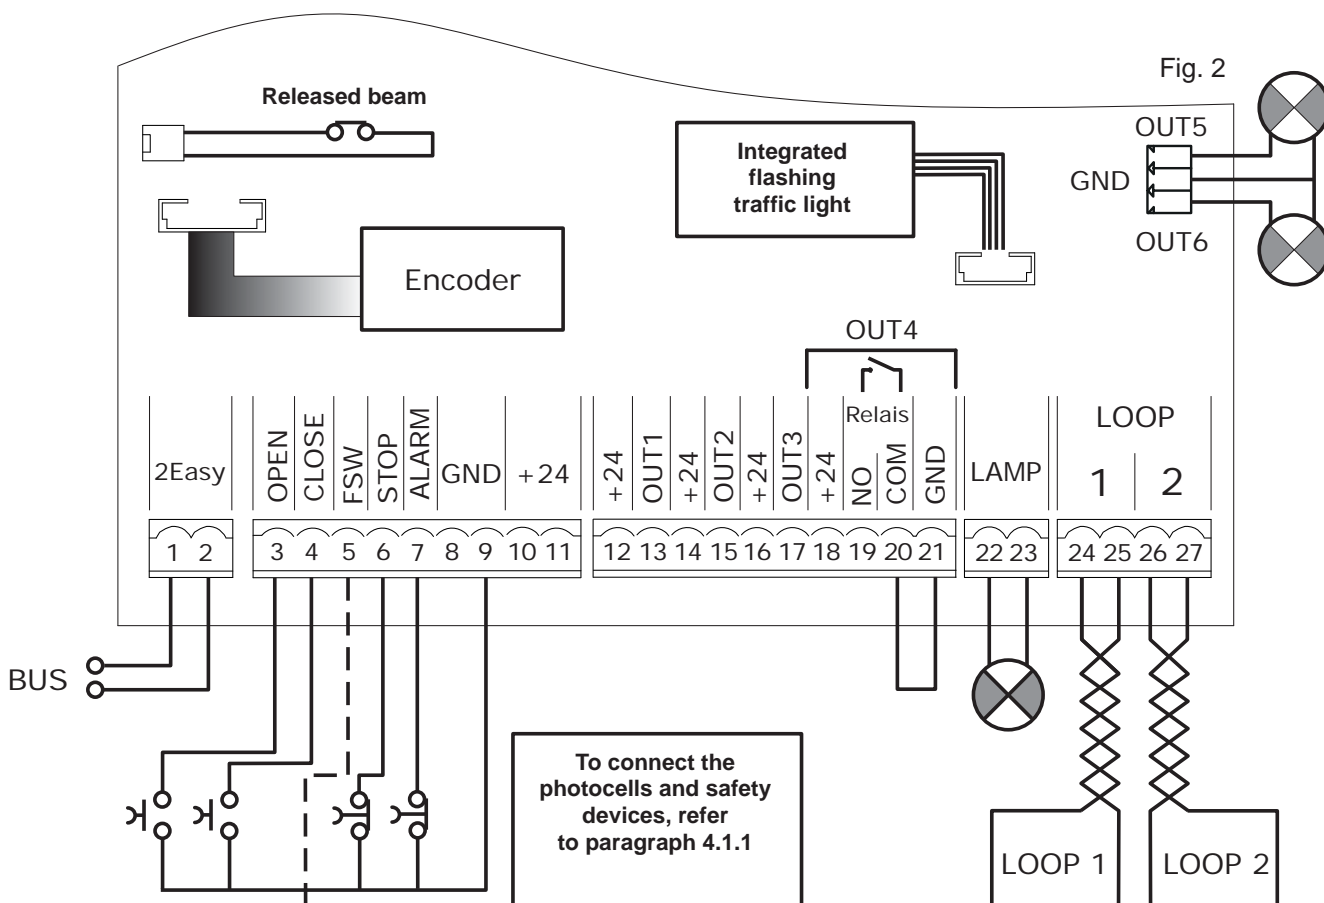 Fig. 2
Released beam
OUT5
Integrated
flashing
traffic light
GND
OUT6
Encoder
OUT4
2Easy
OPEN
CLOSE
FSW
STOP
ALARM
GND
+24
+24
OUT1
+24
OUT2
+24
OUT3
+24
Relais
NO
COM
GND
LAMP
LOOP
1 2
1 2 3 4 5 6 7 8 9 10 11 12 13 14 15 16 17 18 19 20 21 22 23 24 25 26 27
BUS
To connect the
photocells and safety
devices, refer
to paragraph 4.1.1
LOOP 1
LOOP 2